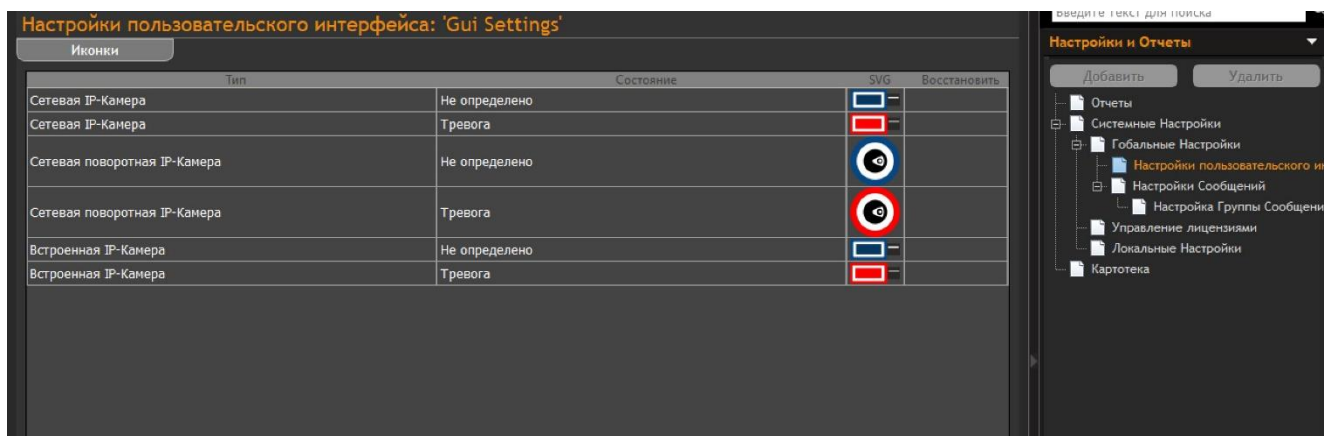 Настройки пользовательского интерфейса: 'Gui Settings'
Иконки
Тип Состояние SVG Восстановить
Сетевая IP-Камера Не определено
Сетевая IP-Камера Тревога
Сетевая поворотная IP-Камера Не определено
Сетевая поворотная IP-Камера Тревога
Встроенная IP-Камера Не определено
Встроенная IP-Камера Тревога
Введите текст для поиска
Настройки и Отчеты
Добавить Удалить
Отчеты
Системные Настройки
Гобальные Настройки
Настройки пользовательского ин
Настройки Сообщений
Настройка Группы Сообщени
Управление лицензиями
Локальные Настройки
Картотека